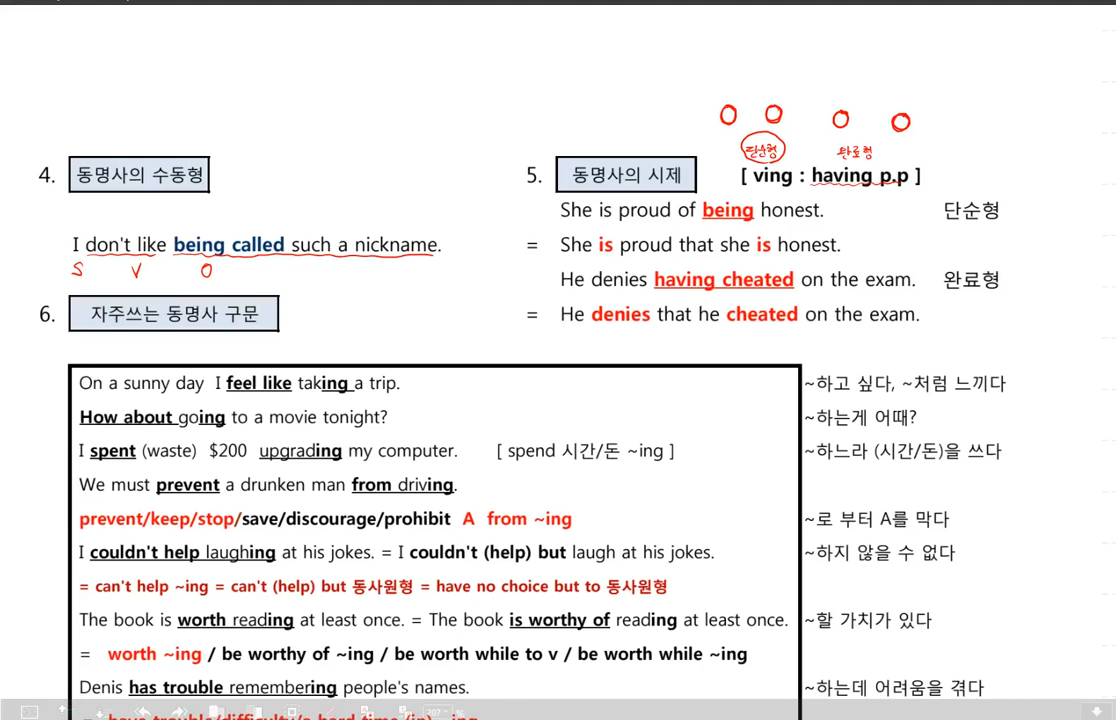 단순형 완료형
4. 동명사의 수동형
5. 동명사의 시제 [ ving : having p.p ]
She is proud of being honest. 단순형
I don't like being called such a nickname.
= She is proud that she is honest.
S V O
He denies having cheated on the exam. 완료형
6. 자주쓰는 동명사 구문
= He denies that he cheated on the exam.
On a sunny day I feel like taking a trip. ~하고 싶다, ~처럼 느끼다
How about going to a movie tonight? ~하는게 어때?
I spent (waste) $200 upgrading my computer. [ spend 시간/돈 ~ing ] ~하느라 (시간/돈)을 쓰다
We must prevent a drunken man from driving.
prevent/keep/stop/save/discourage/prohibit A from ~ing ~로 부터 A를 막다
I couldn't help laughing at his jokes. = I couldn't (help) but laugh at his jokes. ~하지 않을 수 없다
= can't help ~ing = can't (help) but 동사원형 = have no choice but to 동사원형
The book is worth reading at least once. = The book is worthy of reading at least once. ~할 가치가 있다
= worth ~ing / be worthy of ~ing / be worth while to v / be worth while ~ing
Denis has trouble remembering people's names. ~하는데 어려움을 겪다
= have trouble/difficulty/a hard time (in) ~ing